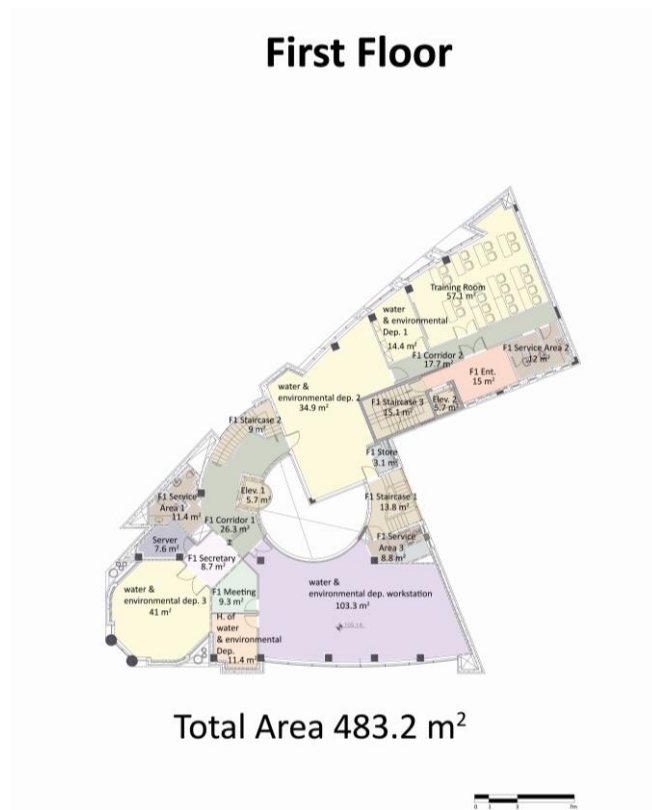 First Floor
Training Room
57.1 m²
water
& environmental
Dep. 1
14.4 m²
F1 Corridor 2
17.7 m²
F1 Service Area 2
12 m²
F1 Ent.
15 m²
water &
environmental dep. 2
34.9 m²
F1 Staircase 3
15.1 m²
Elev. 2
5.7 m²
F1 Staircase 2
9 m²
F1 Store
3.1 m²
Elev. 1
5.7 m²
F1 Staircase 1
13.8 m²
F1 Service
Area 1
11.4 m²
F1 Corridor 1
26.3 m²
Server
7.6 m²
F1 Service
Area 3
8.8 m²
F1 Secretary
8.7 m²
water &
environmental dep. 3
41 m²
F1 Meeting
9.3 m²
water &
environmental dep. workstation
103.3 m²
H. of
water
& environmental
Dep.
11.4 m²
Total Area 483.2 m²